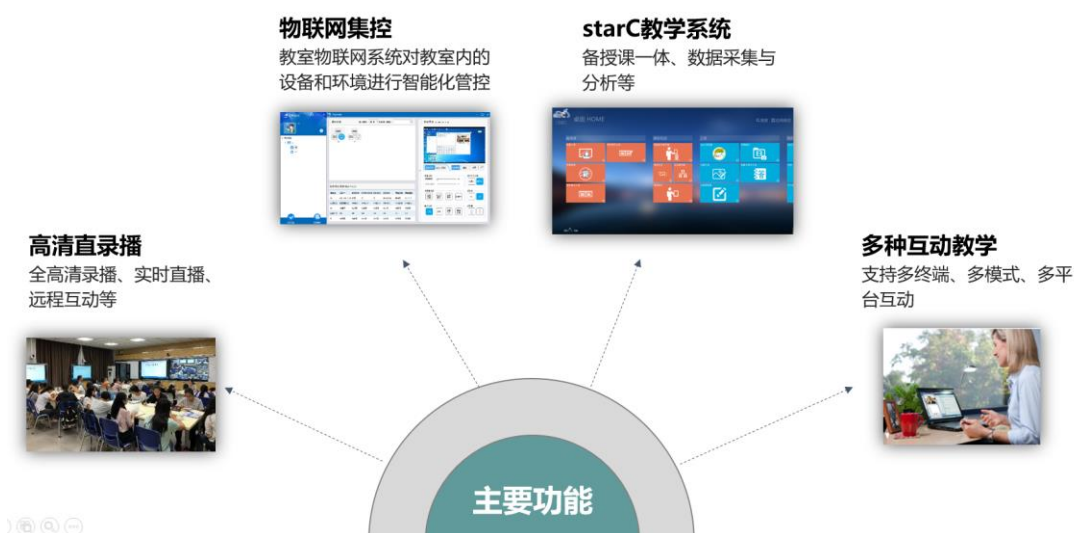 物联网集控
教室物联网系统对教室内的
设备和环境进行智能化管控
starC教学系统
备授课一体、数据采集与
分析等
桌面 HOME
高清直录播
全高清录播、实时直播、
远程互动等
多种互动教学
支持多终端、多模式、多平
台互动
主要功能